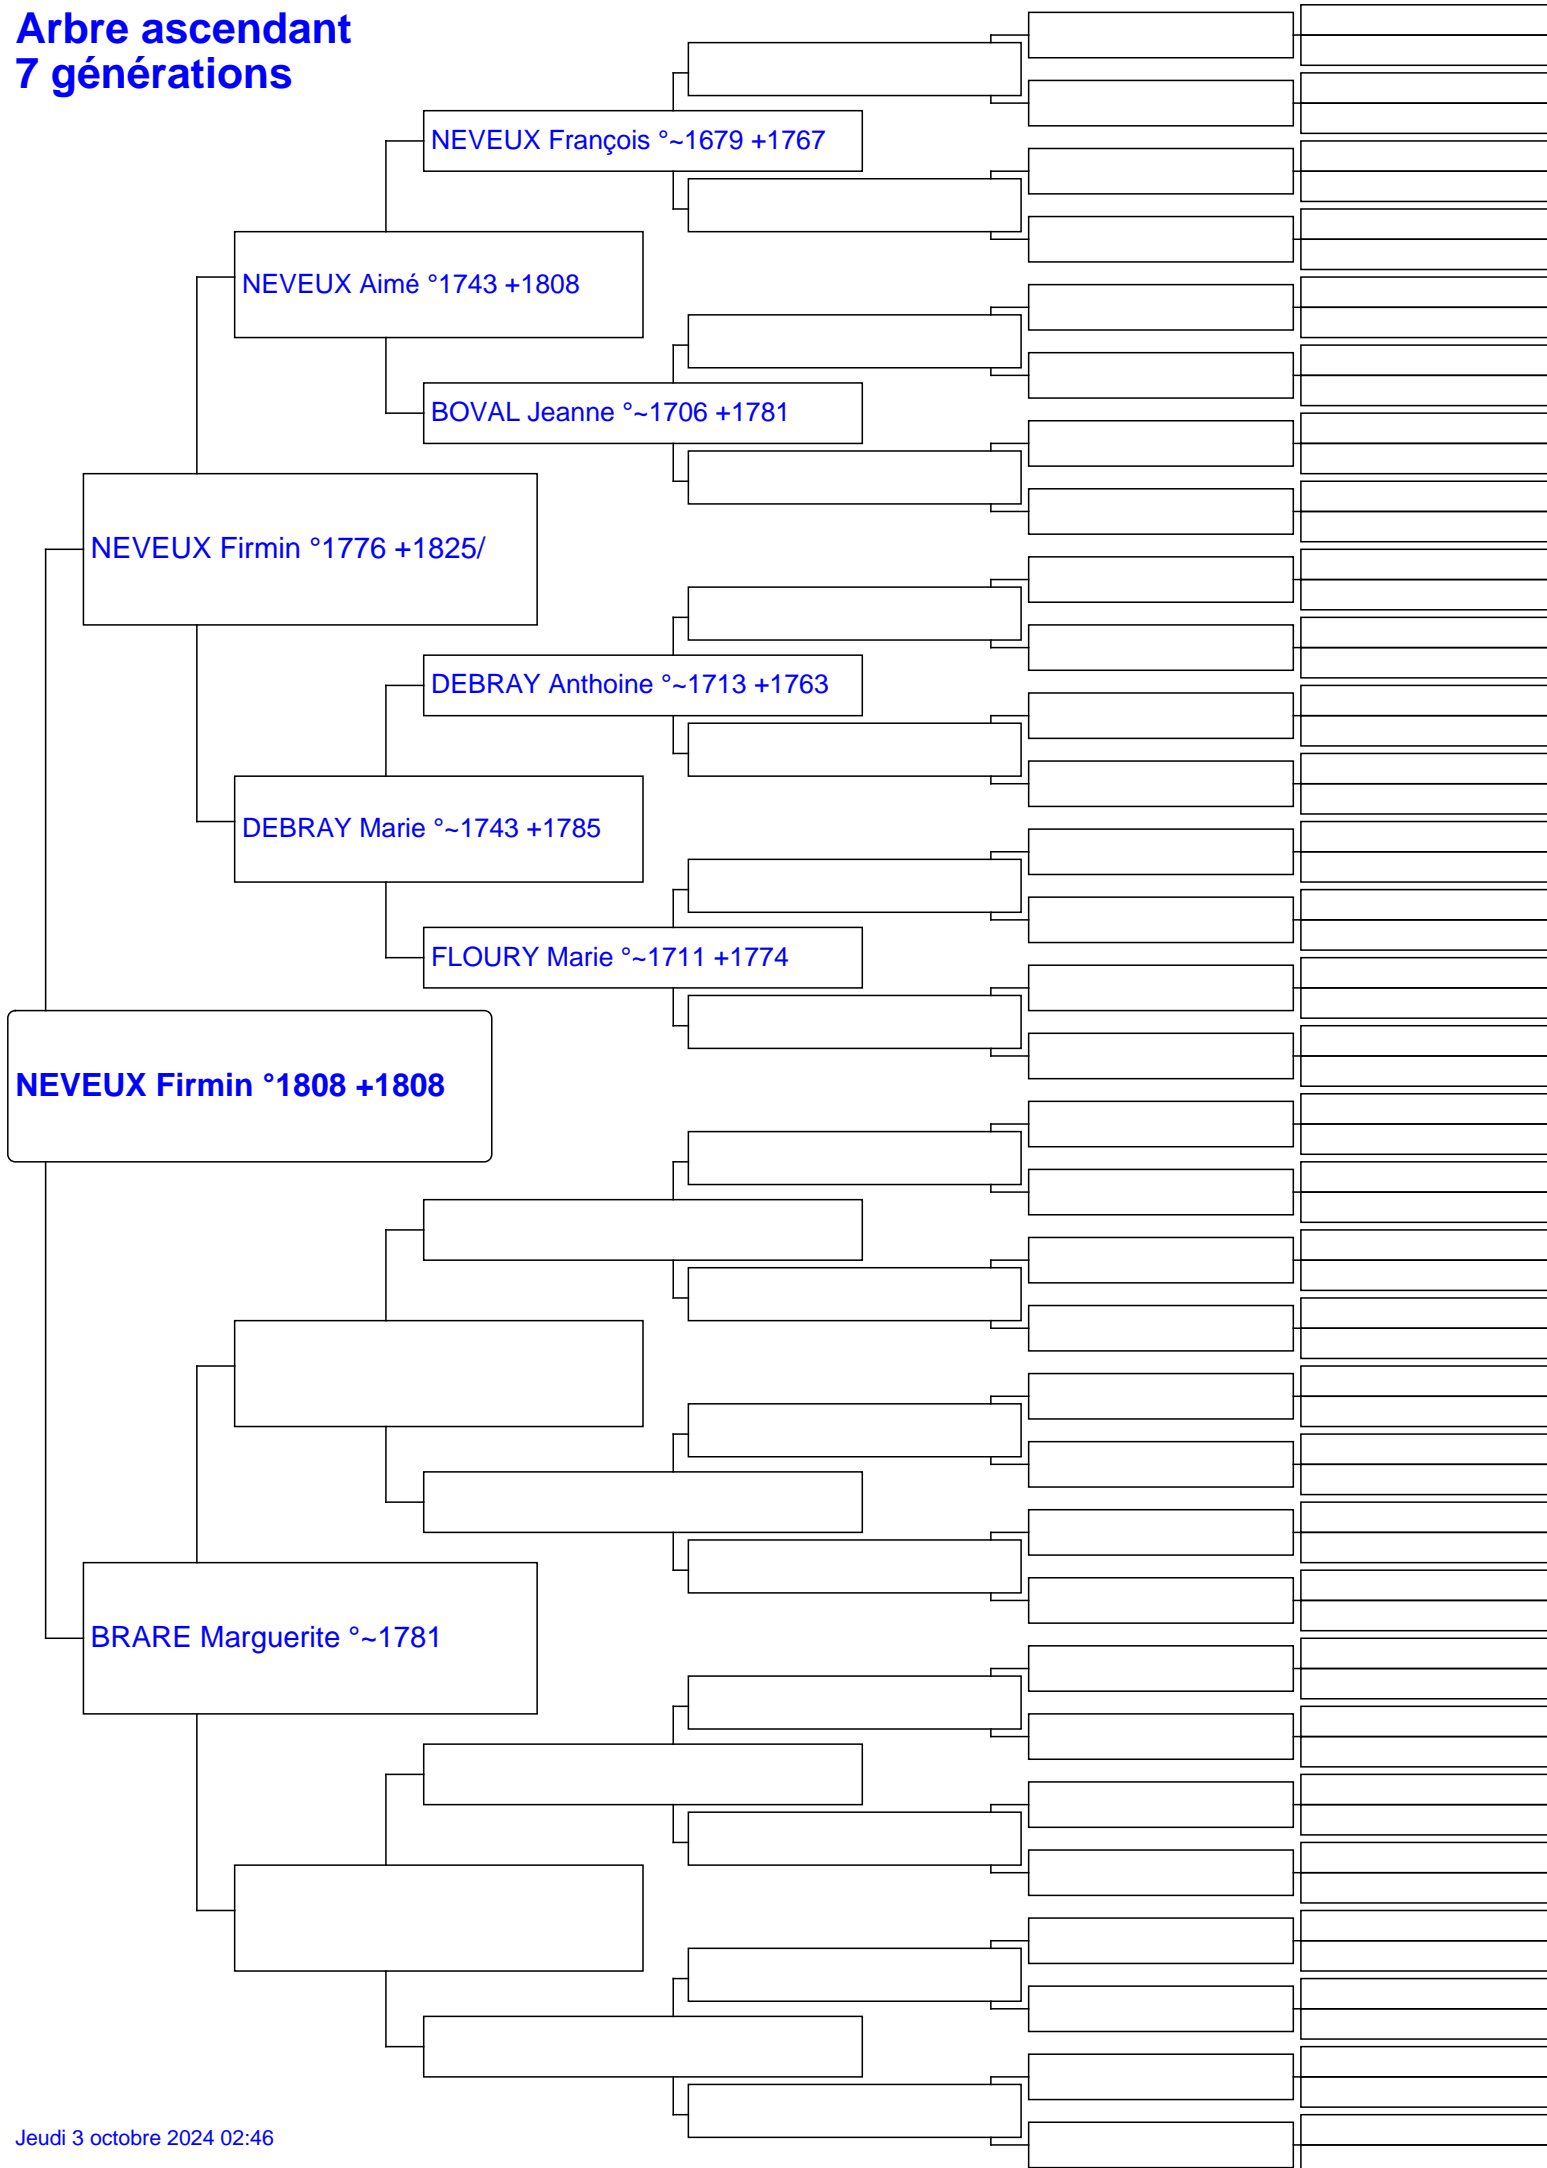 Arbre ascendant
7 générations
NEVEUX François °~1679 +1767
NEVEUX Aimé °1743 +1808
BOVAL Jeanne °~1706 +1781
NEVEUX Firmin °1776 +1825/
DEBRAY Anthoine °~1713 +1763
DEBRAY Marie °~1743 +1785
FLOURY Marie °~1711 +1774
NEVEUX Firmin °1808 +1808
BRARE Marguerite °~1781
Jeudi 3 octobre 2024 02:46